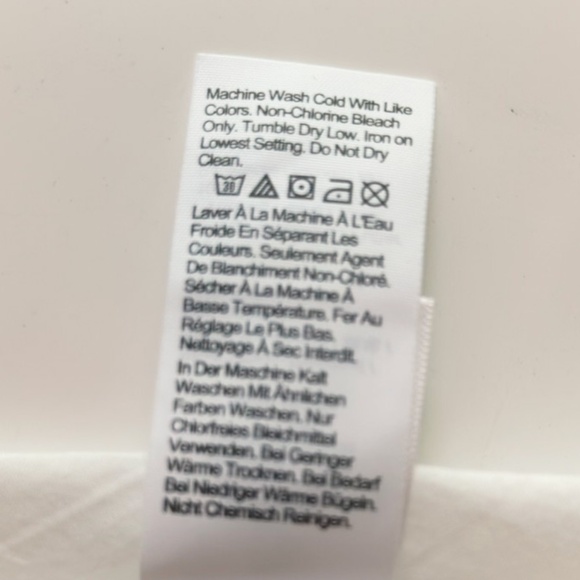 Machine Wash Cold With Like
Colors. Non-Chlorine Bleach
Only. Tumble Dry Low. Iron on
Lowest Setting. Do Not Dry
Clean.
30
Laver À La Machine À L'Eau
Froide En Séparant Les
Couleurs. Seulement Agent
De Blanchiment Non-Chloré.
Sécher À La Machine À
Basse Température. Fer Au
Réglage Le Plus Bas.
Nettoyage À Sec Interdit.
In Der Maschine Kalt
Waschen Mit Ähnlichen
Farben Waschen. Nur
Chlorfreies Bleichmittel
Verwenden. Bei Geringer
Wärme Trocknen. Bei Bedarf
Bei Niedriger Wärme Bügeln.
Nicht Chemisch Reinigen.